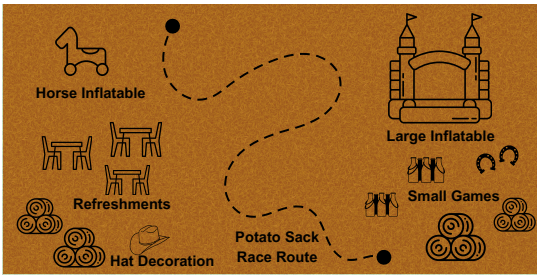 Horse Inflatable
Large Inflatable
Refreshments
Small Games
Hat Decoration
Potato Sack
Race Route